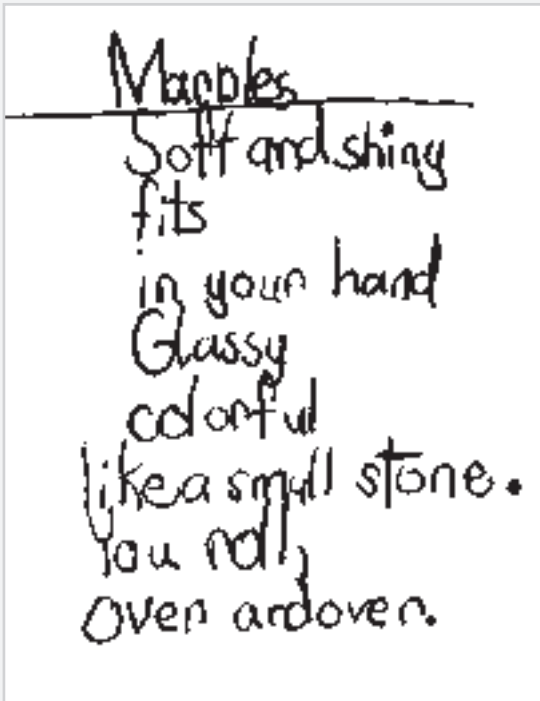 Marbles
Soft and shiny
fits
in your hand
Glassy
colorful
like a small stone.
You roll
over and over.